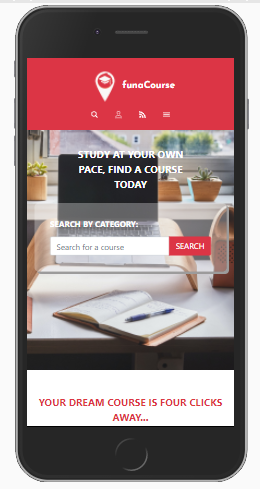 funaCourse
STUDY AT YOUR OWN
PACE, FIND A COURSE
TODAY
SEARCH BY CATEGORY:
Search for a course
SEARCH
YOUR DREAM COURSE IS FOUR CLICKS
AWAY...